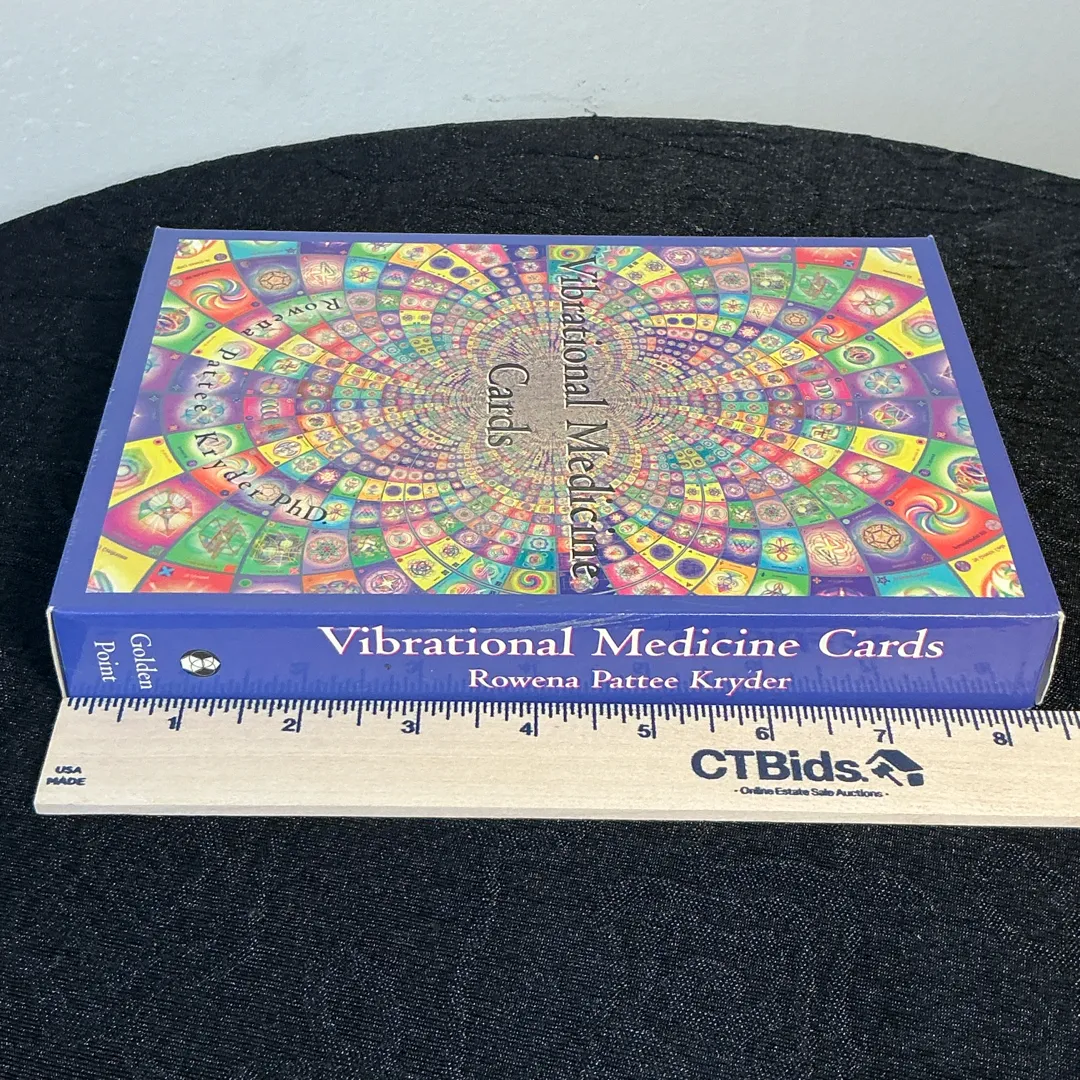 Vibrational Medicine
Cards
Rowena Pattee Kryder PhD.
Golden
Point
Vibrational Medicine Cards
Rowena Pattee Kryder
1 2 3 4 5 6 7 8
USA
MADE
CTBids.
- Online Estate Sale Auctions -